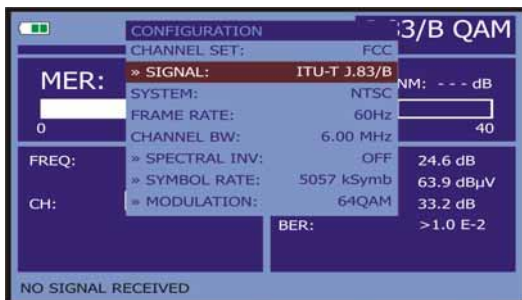 CONFIGURATION
CHANNEL SET: FCC
» SIGNAL: ITU-T J.83/B
SYSTEM: NTSC
FRAME RATE: 60Hz
CHANNEL BW: 6.00 MHz
» SPECTRAL INV: OFF
» SYMBOL RATE: 5057 kSymb
» MODULATION: 64QAM
.83/B QAM
MER:
NM: - - - dB
0 40
FREQ: 24.6 dB
63.9 dBµV
CH: 33.2 dB
BER: >1.0 E-2
NO SIGNAL RECEIVED